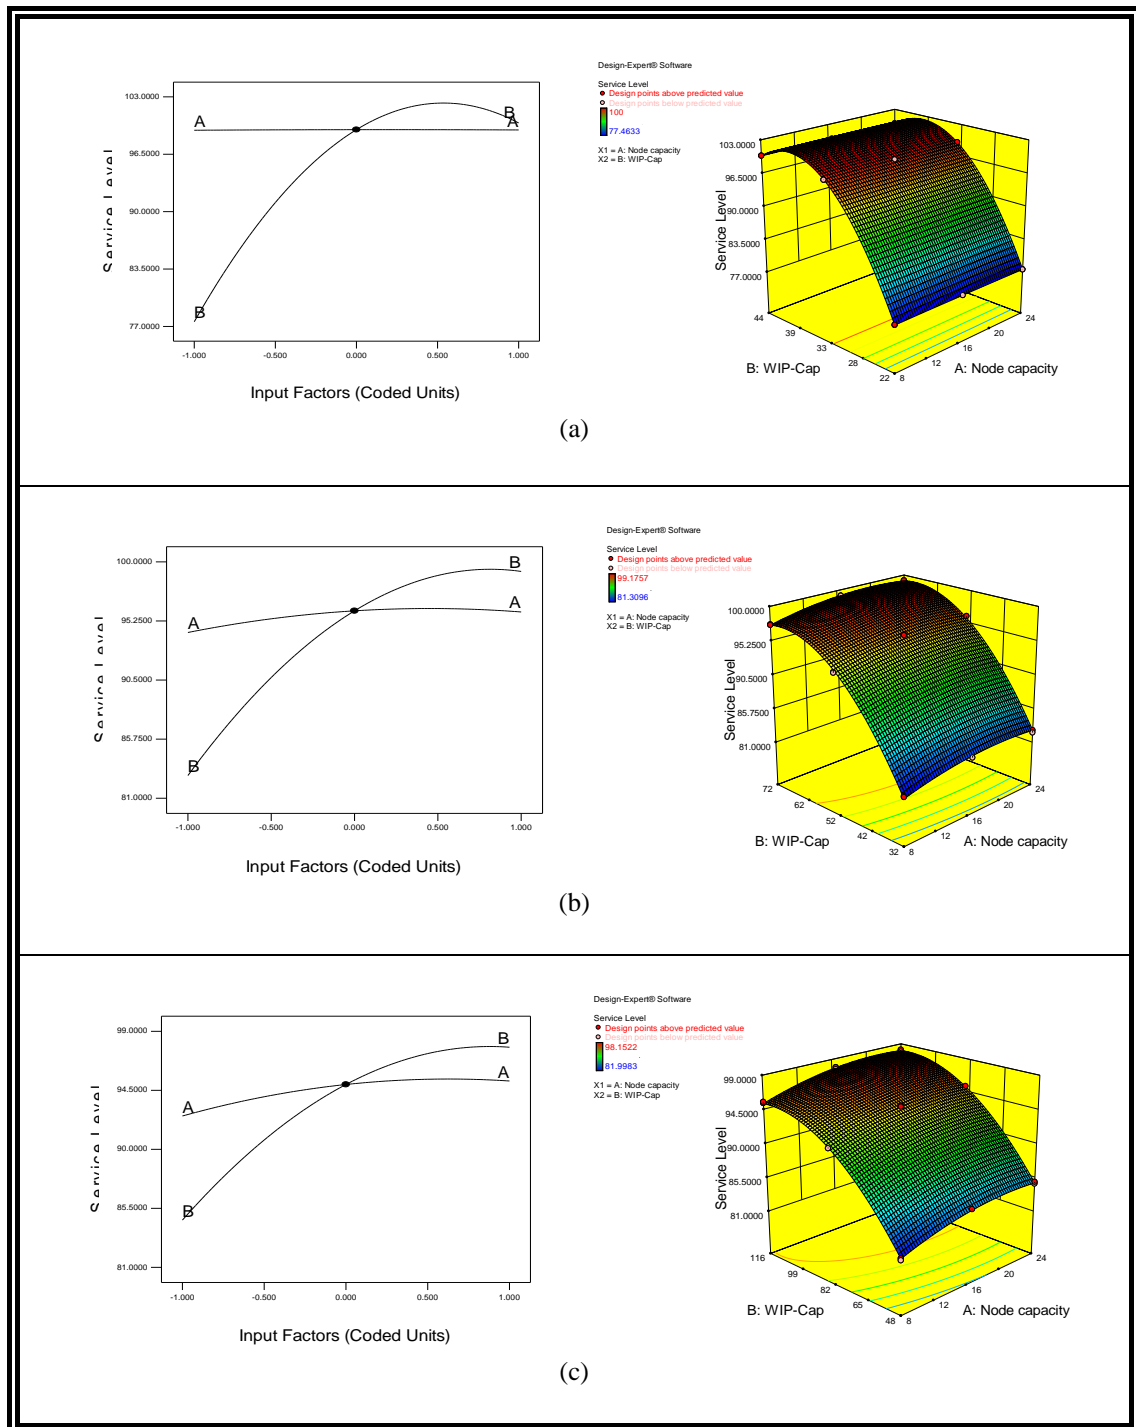 103.0000
96.5000
90.0000
83.5000
77.0000
Service Level
A
B
B
A
-1.000
-0.500
0.000
0.500
1.000
Input Factors (Coded Units)
Design-Expert® Software
Service Level
Design points above predicted value
Design points below predicted value
100
77.4633
X1 = A: Node capacity
X2 = B: WIP-Cap
103.0000
96.5000
90.0000
83.5000
77.0000
Service Level
44
39
33
28
22
8
12
16
20
24
B: WIP-Cap
A: Node capacity
(a)
100.0000
95.2500
90.5000
85.7500
81.0000
Service Level
A
B
B
A
-1.000
-0.500
0.000
0.500
1.000
Input Factors (Coded Units)
Design-Expert® Software
Service Level
Design points above predicted value
Design points below predicted value
99.1757
81.3096
X1 = A: Node capacity
X2 = B: WIP-Cap
100.0000
95.2500
90.5000
85.7500
81.0000
Service Level
72
62
52
42
32
8
12
16
20
24
B: WIP-Cap
A: Node capacity
(b)
99.0000
94.5000
90.0000
85.5000
81.0000
Service Level
A
B
B
A
-1.000
-0.500
0.000
0.500
1.000
Input Factors (Coded Units)
Design-Expert® Software
Service Level
Design points above predicted value
Design points below predicted value
98.1522
81.9983
X1 = A: Node capacity
X2 = B: WIP-Cap
99.0000
94.5000
90.0000
85.5000
81.0000
Service Level
116
99
82
65
48
8
12
16
20
24
B: WIP-Cap
A: Node capacity
(c)